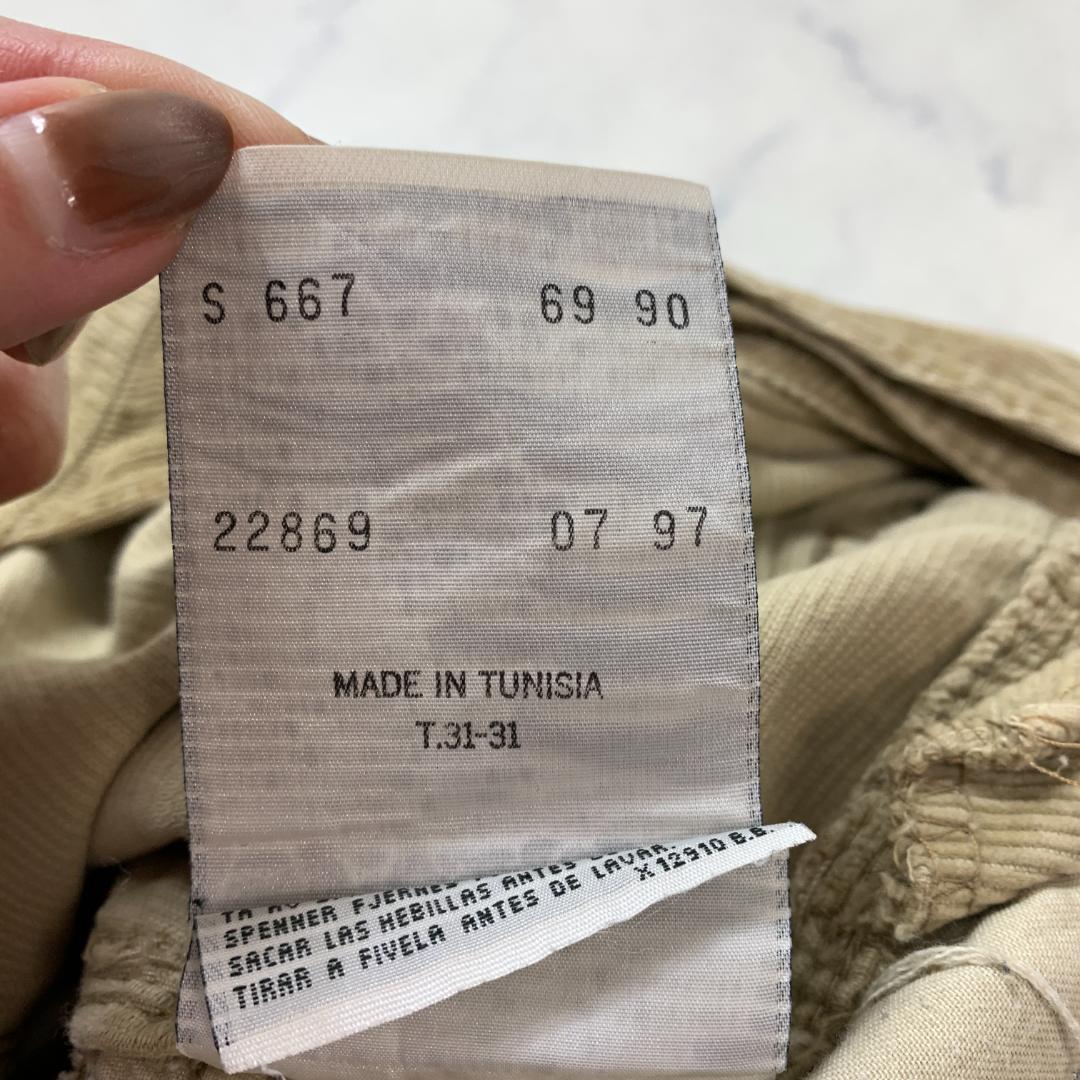 S 667 69 90
22869 07 97
MADE IN TUNISIA
T.31-31
SPENNER FJERNES
SACAR LAS HEBILLAS ANTES DE LAVAR.
TIRAR A FIVELA ANTES DE LAVAR.
X 12910 B.B.